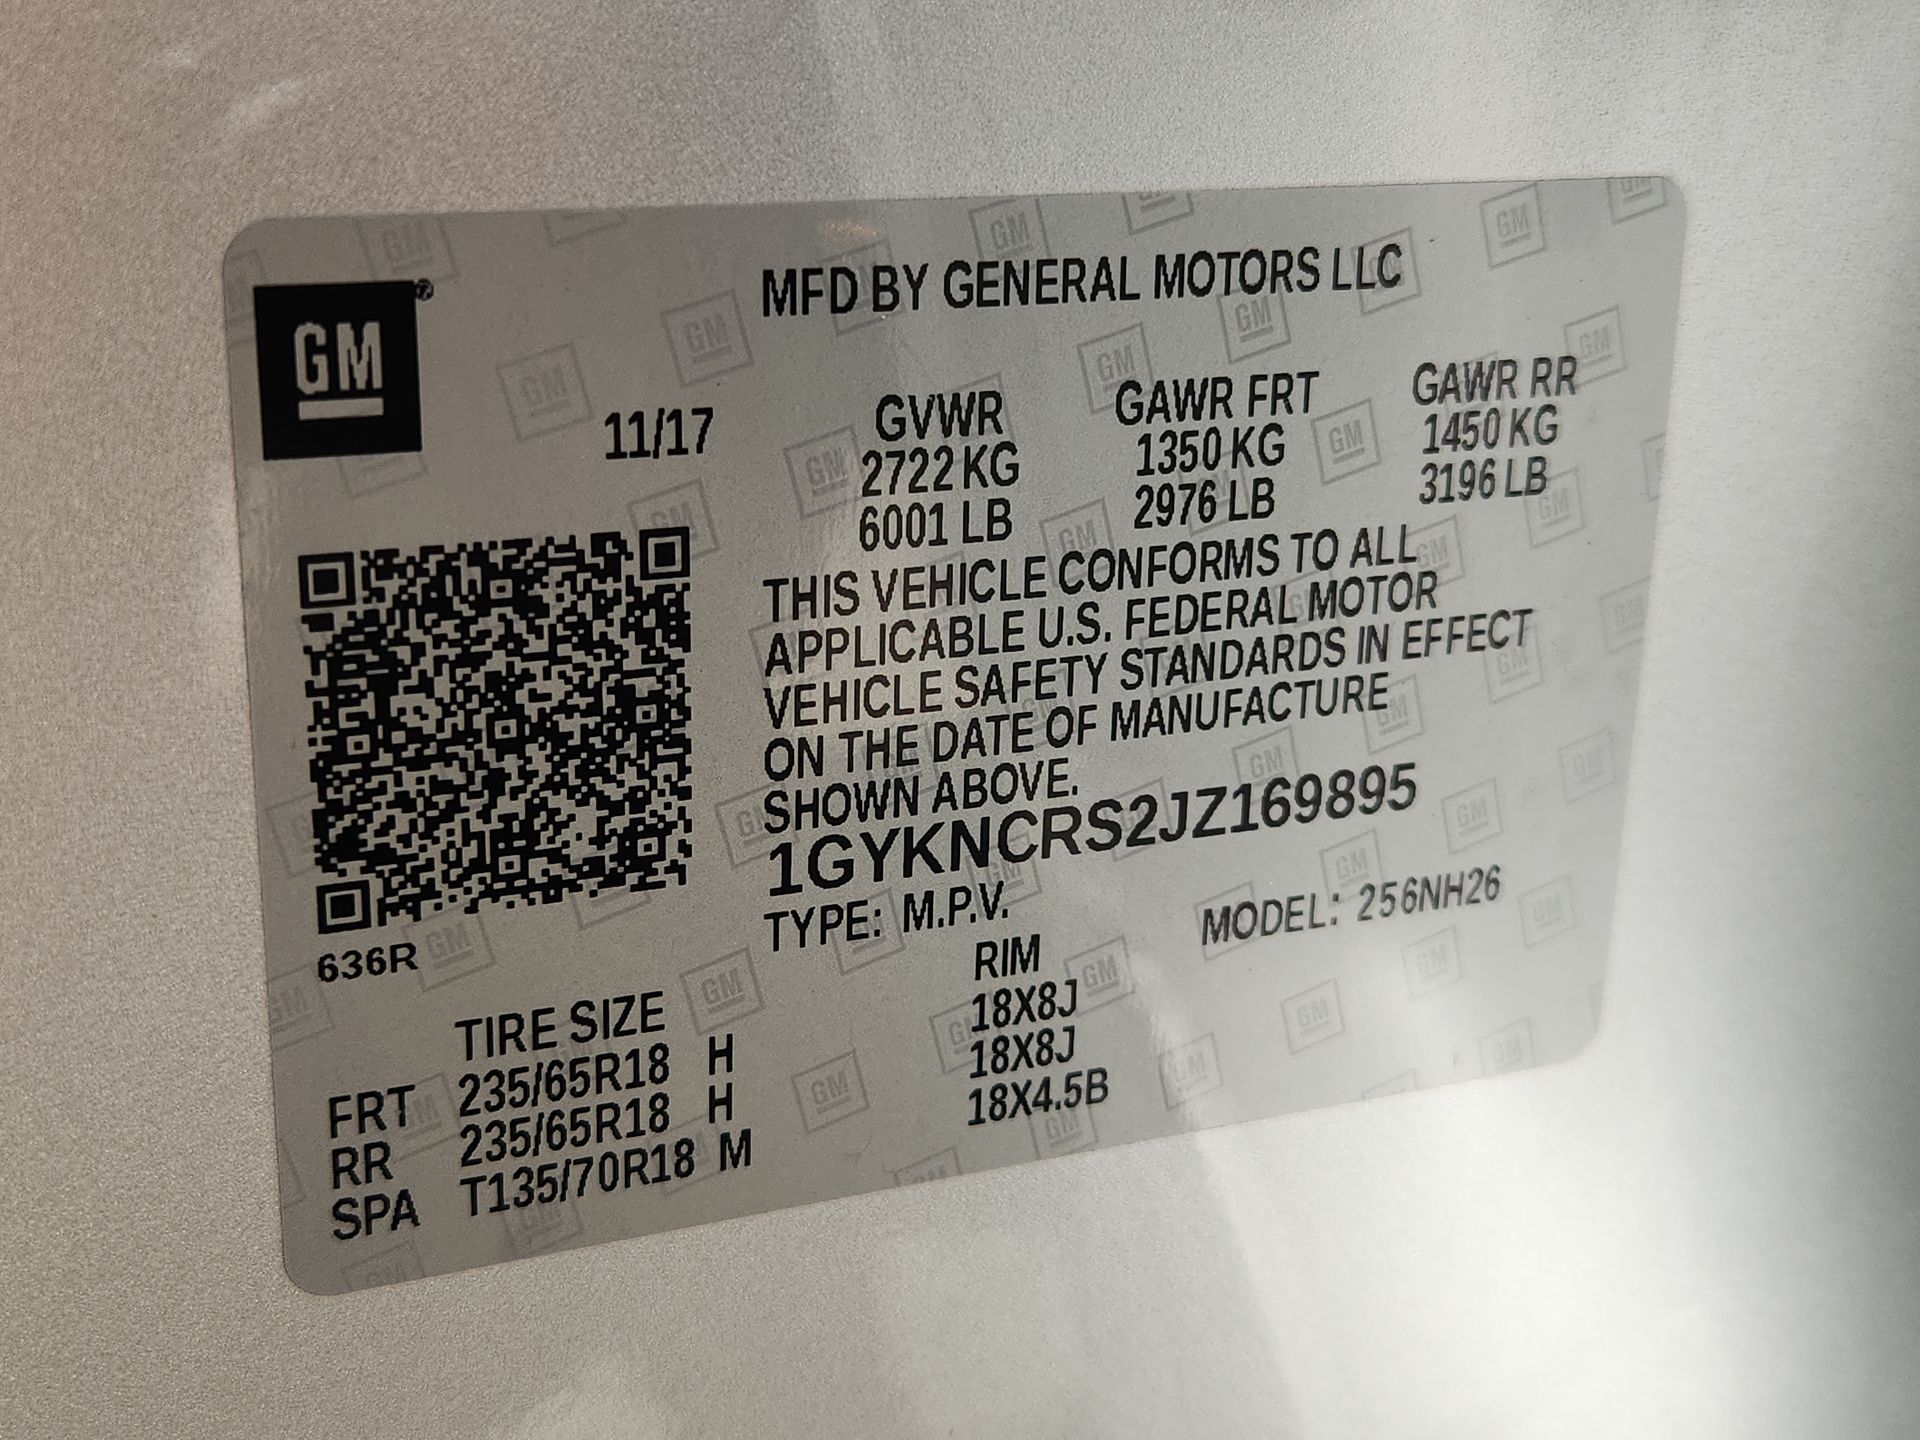 MFD BY GENERAL MOTORS LLC
GM
11/17
GVWR GAWR FRT GAWR RR
2722 KG 1350 KG 1450 KG
6001 LB 2976 LB 3196 LB
THIS VEHICLE CONFORMS TO ALL
APPLICABLE U.S. FEDERAL MOTOR
VEHICLE SAFETY STANDARDS IN EFFECT
ON THE DATE OF MANUFACTURE
SHOWN ABOVE.
1GYKNCRS2JZ169895
TYPE: M.P.V. MODEL: 256NH26
636R
TIRE SIZE RIM
FRT 235/65R18 H 18X8J
RR 235/65R18 H 18X8J
SPA T135/70R18 M 18X4.5B